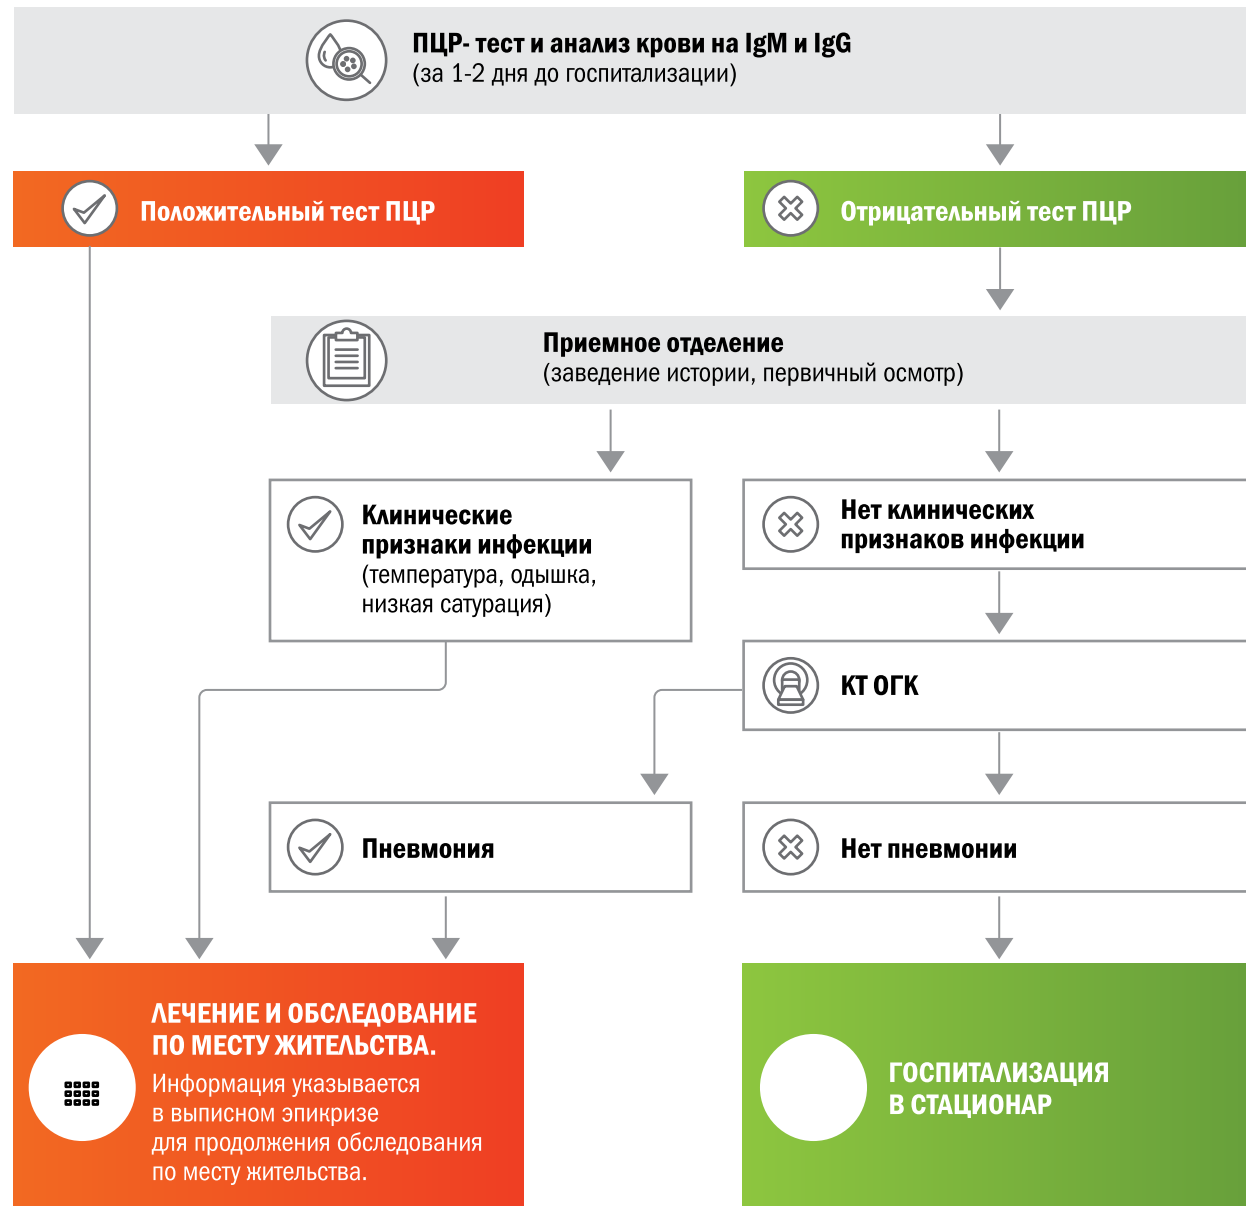 ПЦР- тест и анализ крови на IgM и IgG
(за 1-2 дня до госпитализации)
Положительный тест ПЦР
Отрицательный тест ПЦР
Приемное отделение
(заведение истории, первичный осмотр)
Клинические
признаки инфекции
(температура, одышка,
низкая сатурация)
Нет клинических
признаков инфекции
КТ ОГК
Пневмония
Нет пневмонии
ЛЕЧЕНИЕ И ОБСЛЕДОВАНИЕ
ПО МЕСТУ ЖИТЕЛЬСТВА.
Информация указывается
в выписном эпикризе
для продолжения обследования
по месту жительства.
ГОСПИТАЛИЗАЦИЯ
В СТАЦИОНАР